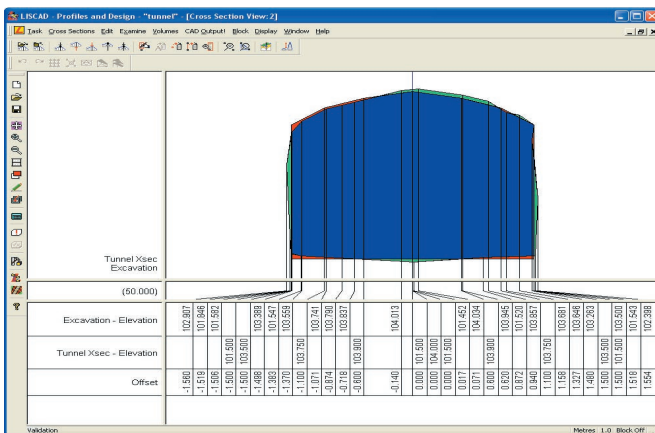 LISCAD - Profiles and Design - "tunnel" - [Cross Section View:2]
Task Cross Sections Edit Examine Volumes CAD Output! Block Display Window Help
Tunnel Xsec
Excavation
(50.000)
Excavation - Elevation 102.907 101.846 101.582 103.389 101.547 103.558 103.741 103.790 103.837 104.013 101.452 104.034 103.945 101.520 103.857 103.681 103.646 103.263 103.500 101.543 102.398
Tunnel Xsec - Elevation 101.500 103.500 103.750 103.900 101.500 104.000 101.500 103.900 103.750 103.500 101.500
Offset -1.560 -1.519 -1.506 -1.500 -1.500 -1.498 -1.383 -1.370 -1.100 -1.071 -0.874 -0.718 -0.600 -0.140 0.000 0.000 0.000 0.017 0.071 0.600 0.620 0.872 0.940 1.100 1.158 1.327 1.480 1.500 1.500 1.518 1.554
Validation Metres 1.0 Block Off